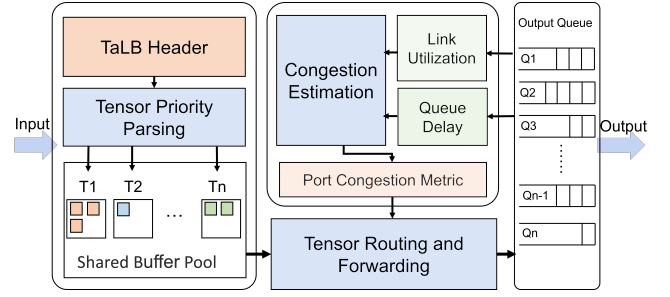 Input
TaLB Header
Tensor Priority
Parsing
T1
T2
...
Tn
Shared Buffer Pool
Congestion
Estimation
Link
Utilization
Queue
Delay
Port Congestion Metric
Tensor Routing and
Forwarding
Output Queue
Q1
Q2
Q3
Qn-1
Qn
Output